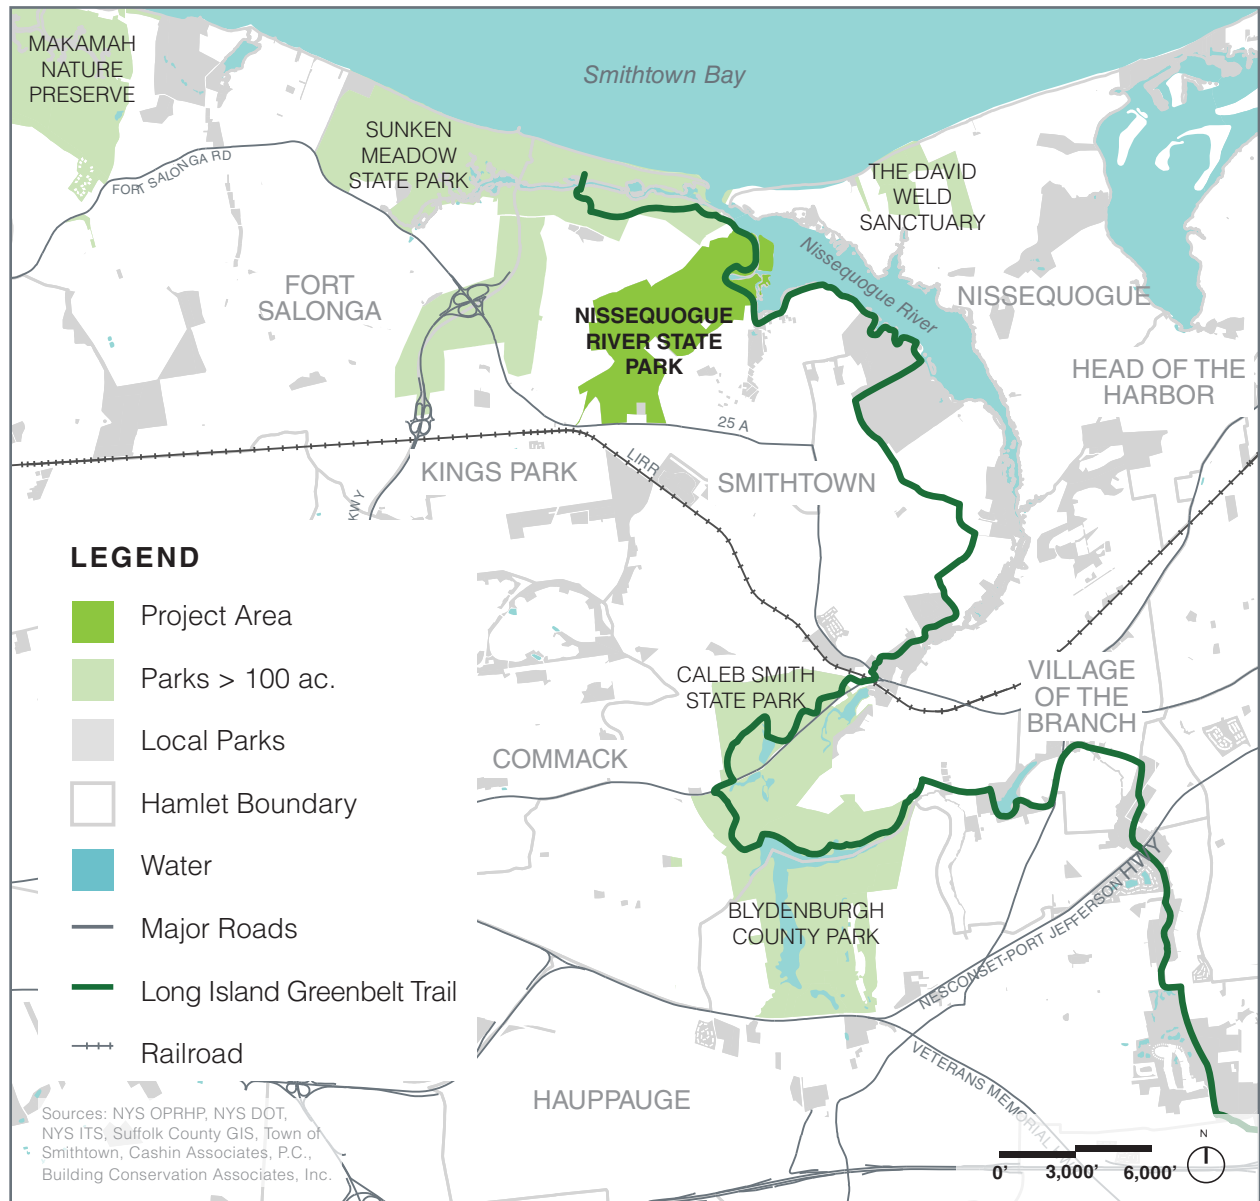 MAKAMAH
NATURE
PRESERVE
Smithtown Bay
SUNKEN
MEADOW
STATE PARK
THE DAVID
WELD
SANCTUARY
FORT SALONGA RD
Nissequogue River
FORT
SALONGA
NISSEQUOGUE
NISSEQUOGUE
RIVER STATE
PARK
HEAD OF THE
HARBOR
25 A
LIRR
KINGS PARK
SMITHTOWN
KWY
LEGEND
Project Area
Parks > 100 ac.
Local Parks
Hamlet Boundary
Water
Major Roads
Long Island Greenbelt Trail
Railroad
CALEB SMITH
STATE PARK
VILLAGE
OF THE
BRANCH
COMMACK
BLYDENBURGH
COUNTY PARK
NESCONSET-PORT JEFFERSON HWY
VETERANS MEMORIAL
HAUPPAUGE
Sources: NYS OPRHP, NYS DOT,
NYS ITS, Suffolk County GIS, Town of
Smithtown, Cashin Associates, P.C.,
Building Conservation Associates, Inc.
N
0' 3,000' 6,000'